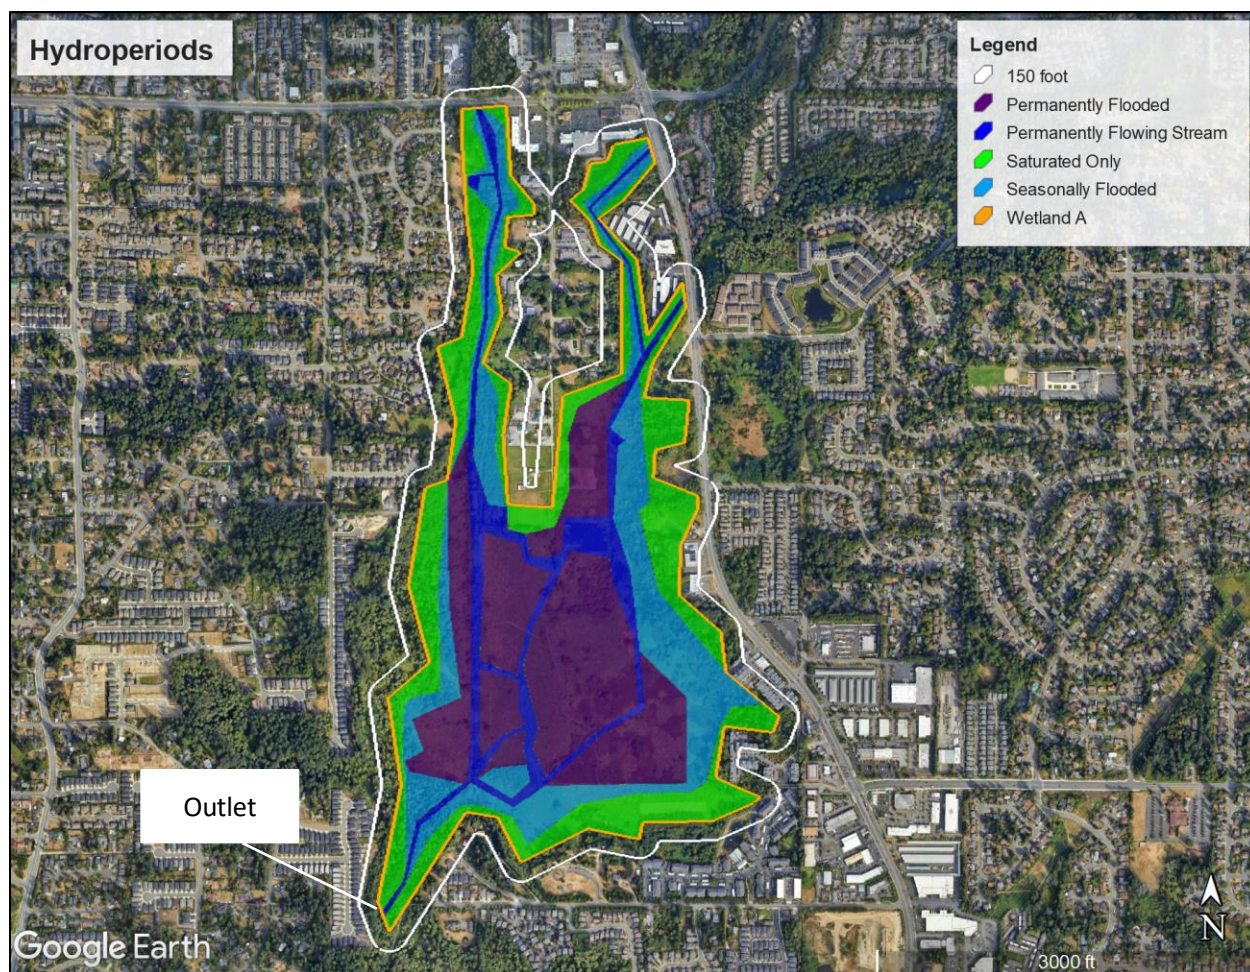 Hydroperiods
Legend
150 foot
Permanently Flooded
Permanently Flowing Stream
Saturated Only
Seasonally Flooded
Wetland A
Outlet
N
Google Earth
3000 ft